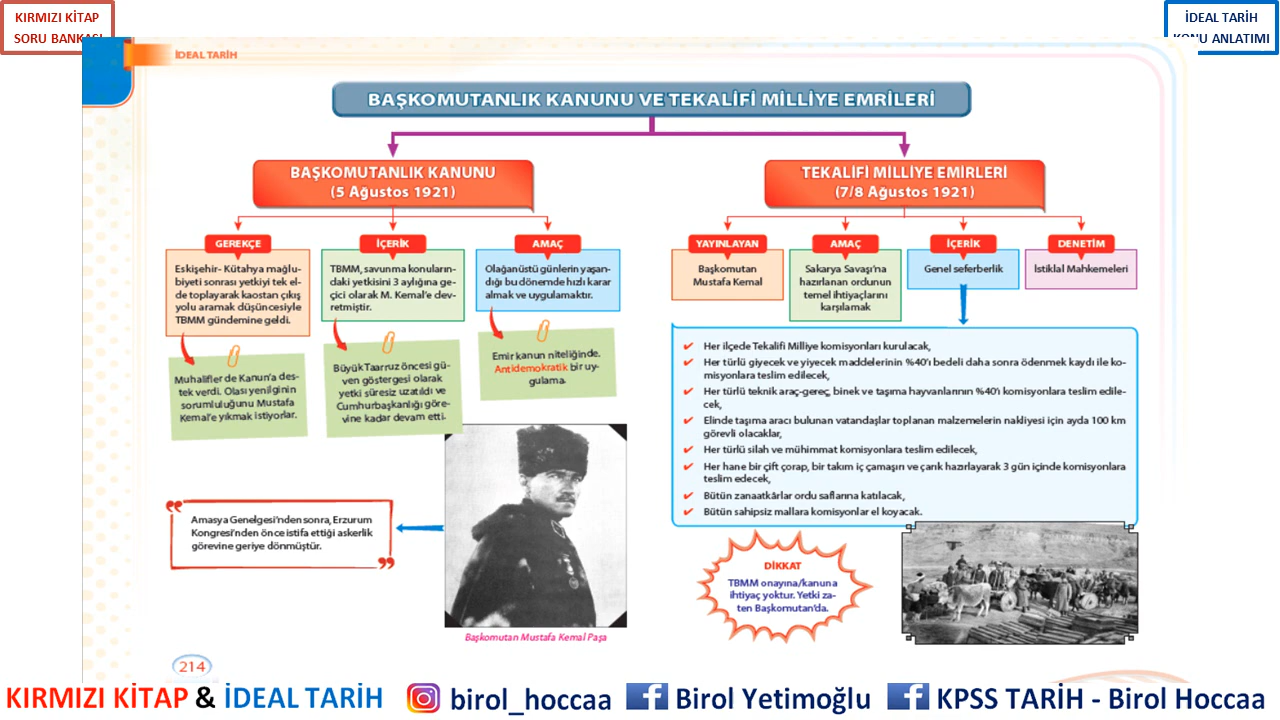 KIRMIZI KİTAP
SORU BANKASI
İDEAL TARİH
KONU ANLATIMI
İDEAL TARİH
BAŞKOMUTANLIK KANUNU VE TEKALİFİ MİLLİYE EMRİLERİ
BAŞKOMUTANLIK KANUNU
(5 Ağustos 1921)
GEREKÇE
Eskişehir- Kütahya mağlu-
biyeti sonrası yetkiyi tek el-
de toplayarak kaostan çıkış
yolu aramak düşüncesiyle
TBMM gündemine geldi.
Muhalifler de Kanun'a des-
tek verdi. Olası yenilginin
sorumluluğunu Mustafa
Kemal'e yıkmak istiyorlar.
İÇERİK
TBMM, savunma konuların-
daki yetkisini 3 aylığına ge-
çici olarak M. Kemal'e dev-
retmiştir.
Büyük Taarruz öncesi gü-
ven göstergesi olarak
yetki süresiz uzatıldı ve
Cumhurbaşkanlığı göre-
vine kadar devam etti.
AMAÇ
Olağanüstü günlerin yaşan-
dığı bu dönemde hızlı karar
almak ve uygulamaktır.
Emir kanun niteliğinde.
Antidemokratik bir uy-
gulama.
Amasya Genelgesi'nden sonra, Erzurum
Kongresi'nden önce istifa ettiği askerlik
görevine geriye dönmüştür.
Başkomutan Mustafa Kemal Paşa
TEKALİFİ MİLLİYE EMİRLERİ
(7/8 Ağustos 1921)
YAYINLAYAN
Başkomutan
Mustafa Kemal
AMAÇ
Sakarya Savaşı'na
hazırlanan ordunun
temel ihtiyaçlarını
karşılamak
İÇERİK
Genel seferberlik
DENETİM
İstiklal Mahkemeleri
✔ Her ilçede Tekalifi Milliye komisyonları kurulacak,
✔ Her türlü giyecek ve yiyecek maddelerinin %40'ı bedeli daha sonra ödenmek kaydı ile ko-
misyonlara teslim edilecek,
✔ Her türlü teknik araç-gereç, binek ve taşıma hayvanlarının %40'ı komisyonlara teslim edile-
cek,
✔ Elinde taşıma aracı bulunan vatandaşlar toplanan malzemelerin nakliyesi için ayda 100 km
görevli olacaklar,
✔ Her türlü silah ve mühimmat komisyonlara teslim edilecek,
✔ Her hane bir çift çorap, bir takım iç çamaşırı ve çarık hazırlayarak 3 gün içinde komisyonlara
teslim edecek,
✔ Bütün zanaatkârlar ordu saflarına katılacak,
✔ Bütün sahipsiz mallara komisyonlar el koyacak.
DİKKAT
TBMM onayına/kanuna
ihtiyaç yoktur. Yetki za-
ten Başkomutan'da.
214
KIRMIZI KİTAP & İDEAL TARİH
birol_hoccaa
Birol Yetimoğlu
KPSS TARİH - Birol Hoccaa